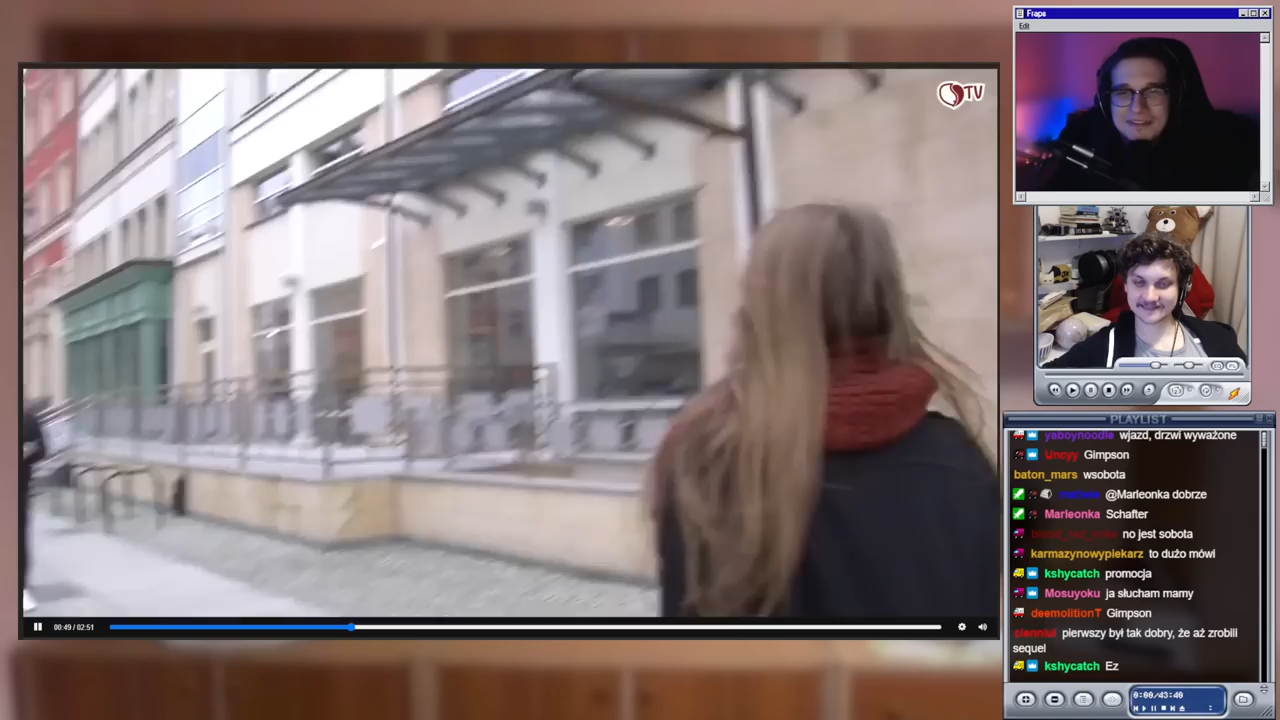 Fraps
Edit
TV
00:49 / 02:51
PLAYLIST
yaboynoodle wjazd, drzwi wyważone
Uncyy Gimpson
baton_mars wsobota
@Marleonka dobrze
Marleonka Schafter
no jest sobota
karmazynowypiekarz to dużo mówi
kshycatch promocja
Mosuyoku ja słucham mamy
deemolitionT Gimpson
pierwszy był tak dobry, że aż zrobili
sequel
kshycatch Ez
0:00/43:40